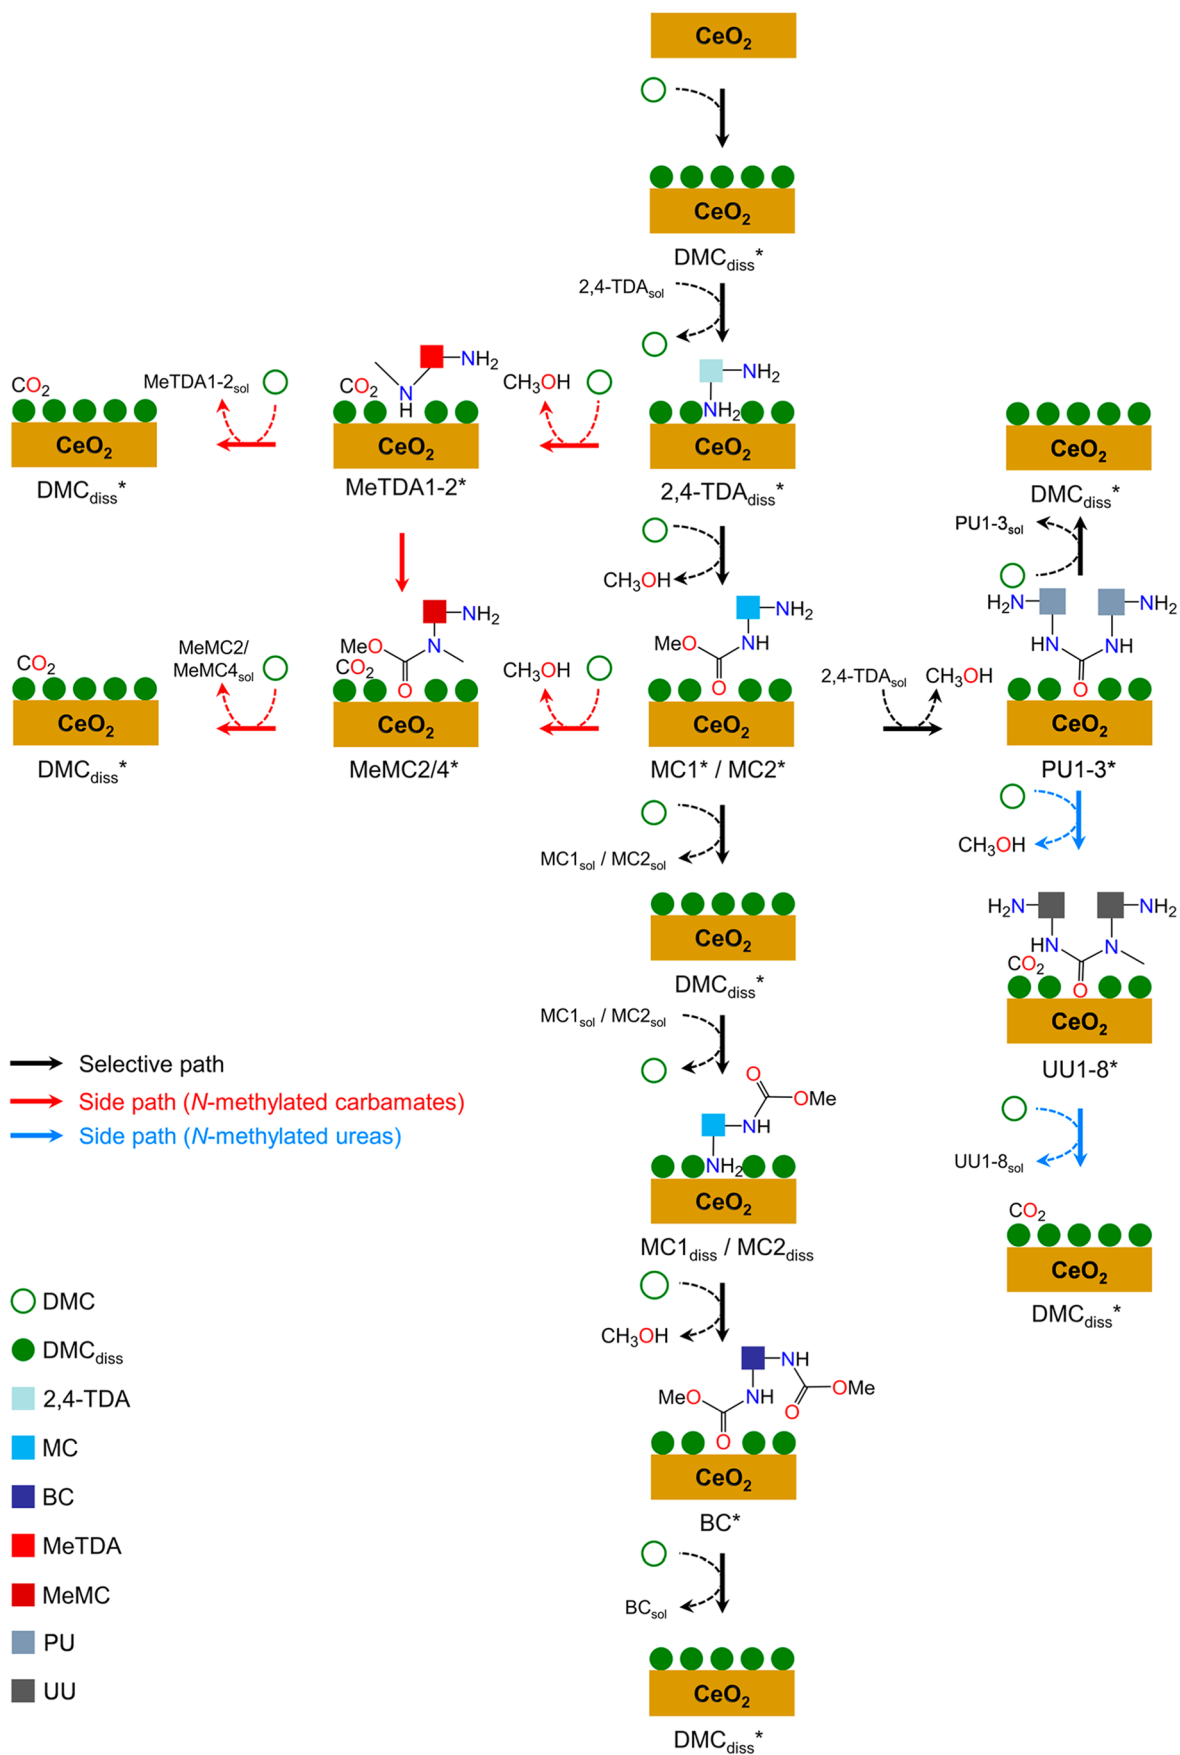 CeO2
CeO2
DMCdiss*
2,4-TDAsol
NH2
NH2
CeO2
2,4-TDAdiss*
CH3OH
NH2
N
H
CO2
CeO2
MeTDA1-2*
MeTDA1-2sol
CO2
CeO2
DMCdiss*
CH3OH
NH2
MeO
NH
O
CeO2
MC1* / MC2*
CH3OH
NH2
MeO
N
CO2
O
CeO2
MeMC2/4*
MeMC2/
MeMC4sol
CO2
CeO2
DMCdiss*
2,4-TDAsol
CH3OH
CeO2
DMCdiss*
PU1-3sol
H2N
NH2
HN
NH
O
CeO2
PU1-3*
CH3OH
H2N
NH2
HN
N
CO2
O
CeO2
UU1-8*
UU1-8sol
CO2
CeO2
DMCdiss*
MC1sol / MC2sol
CeO2
DMCdiss*
MC1sol / MC2sol
O
OMe
NH
NH2
CeO2
MC1diss / MC2diss
CH3OH
NH
MeO
NH
OMe
O
O
CeO2
BC*
BCsol
CeO2
DMCdiss*
Selective path
Side path (N-methylated carbamates)
Side path (N-methylated ureas)
DMC
DMCdiss
2,4-TDA
MC
BC
MeTDA
MeMC
PU
UU